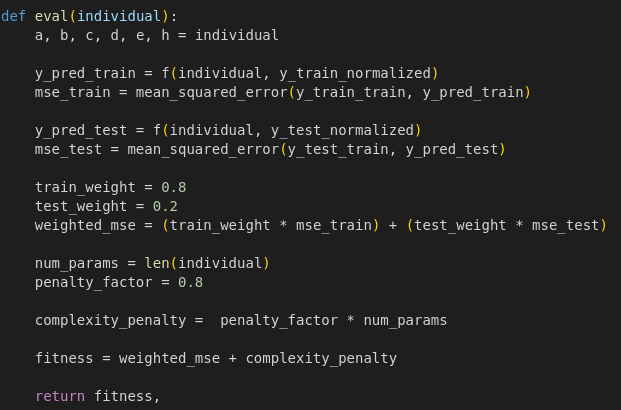 def eval(individual):
    a, b, c, d, e, h = individual

    y_pred_train = f(individual, y_train_normalized)
    mse_train = mean_squared_error(y_train_train, y_pred_train)

    y_pred_test = f(individual, y_test_normalized)
    mse_test = mean_squared_error(y_test_train, y_pred_test)

    train_weight = 0.8
    test_weight = 0.2
    weighted_mse = (train_weight * mse_train) + (test_weight * mse_test)

    num_params = len(individual)
    penalty_factor = 0.8

    complexity_penalty =  penalty_factor * num_params

    fitness = weighted_mse + complexity_penalty

    return fitness,